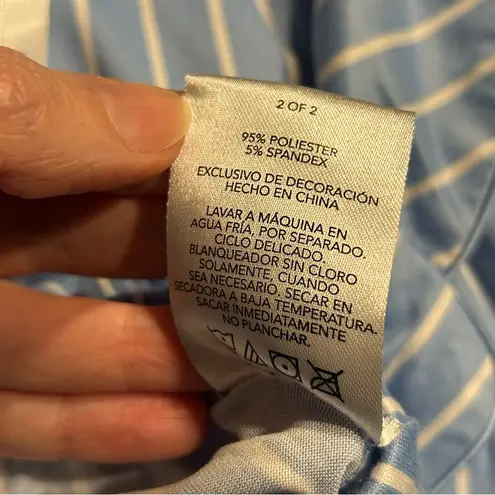 2 OF 2
95% POLIESTER
5% SPANDEX
EXCLUSIVO DE DECORACIÓN
HECHO EN CHINA
LAVAR A MÁQUINA EN
AGUA FRÍA, POR SEPARADO.
CICLO DELICADO.
BLANQUEADOR SIN CLORO
SOLAMENTE, CUANDO
SEA NECESARIO. SECAR EN
SECADORA A BAJA TEMPERATURA.
SACAR INMEDIATAMENTE
NO PLANCHAR.